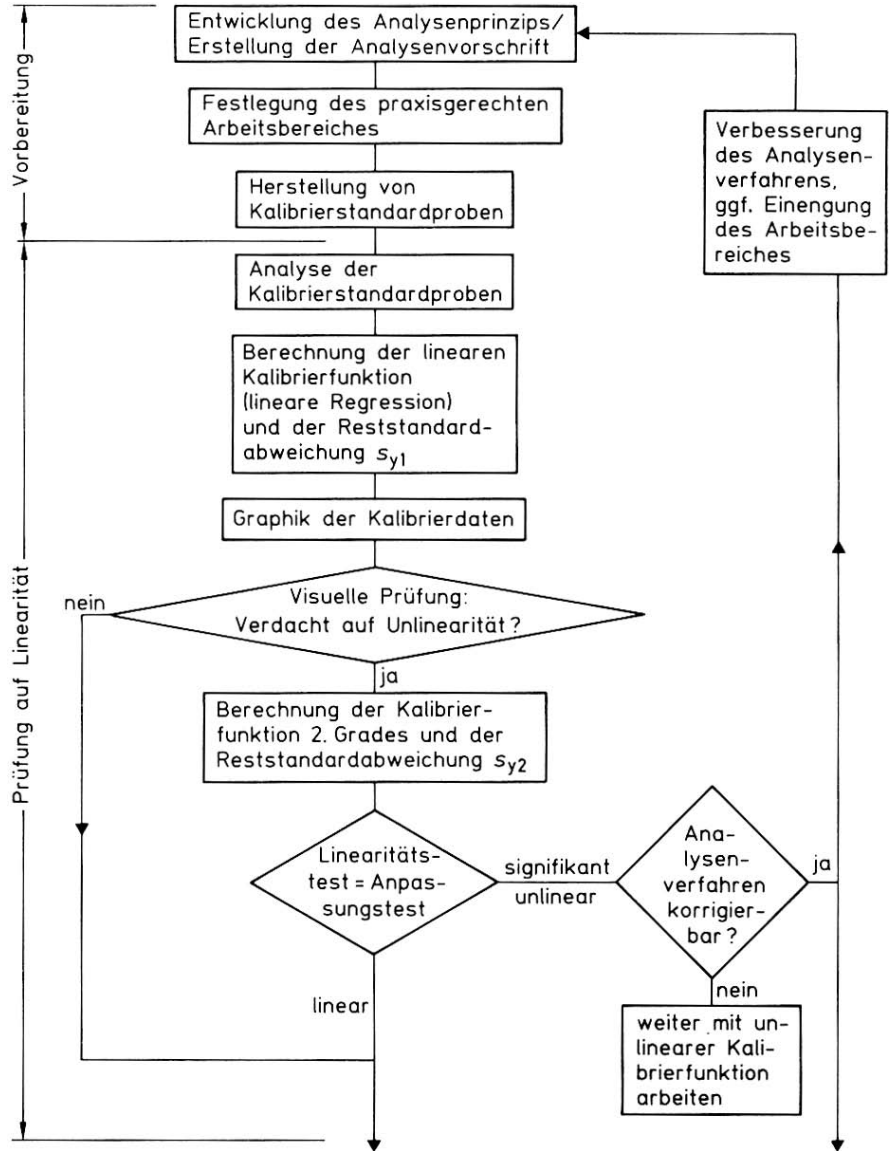 Entwicklung des Analysenprinzips/
Erstellung der Analysenvorschrift
Vorbereitung
Festlegung des praxisgerechten
Arbeitsbereiches
Verbesserung
des Analysen-
verfahrens,
ggf. Einengung
des Arbeitsbe-
reiches
Herstellung von
Kalibrierstandardproben
Prüfung auf Linearität
Analyse der
Kalibrierstandardproben
Berechnung der linearen
Kalibrierfunktion
(lineare Regression)
und der Reststandard-
abweichung sy1
Graphik der Kalibrierdaten
nein
Visuelle Prüfung:
Verdacht auf Unlinearität?
ja
Berechnung der Kalibrier-
funktion 2. Grades und der
Reststandardabweichung sy2
Linearitäts-
test = Anpas-
sungstest
signifikant
unlinear
Ana-
lysen-
verfahren
korrigier-
bar?
ja
linear
nein
weiter mit un-
linearer Kali-
brierfunktion
arbeiten